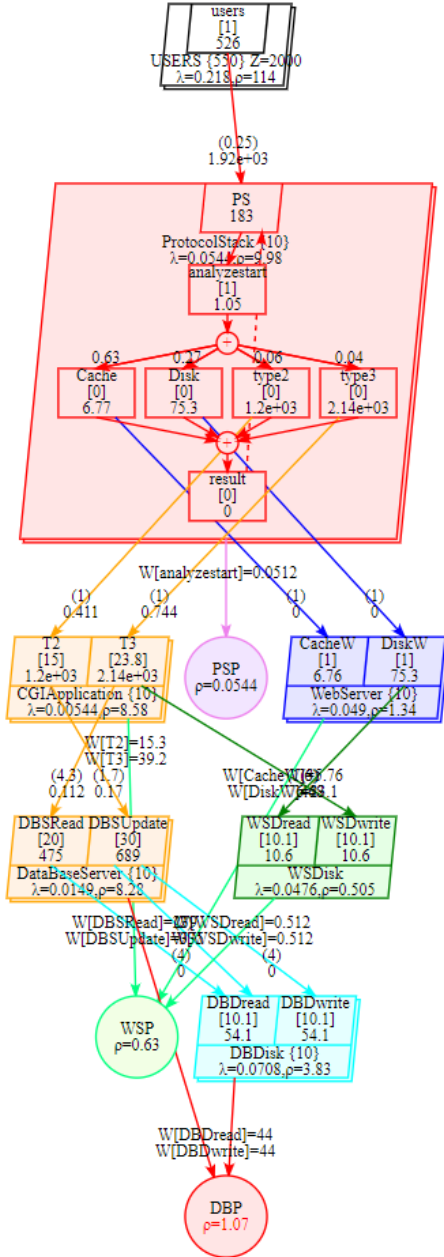 users
[1]
526
USERS {550} Z=2000
λ=0.218,ρ=114
(0.25)
1.92e+03
PS
183
ProtocolStack {10}
λ=0.0544,ρ=9.98
analyzestart
[1]
1.05
+
0.63 0.27 0.06 0.04
Cache Disk type2 type3
[0] [0] [0] [0]
6.77 75.3 1.2e+03 2.14e+03
+
result
[0]
0
W[analyzestart]=0.0512
(1) (1) (1) (1)
0.411 0.744 0 0
T2 T3
[15] [23.8]
1.2e+03 2.14e+03
CGIApplication {10}
λ=0.00544,ρ=8.58
PSP
ρ=0.0544
CacheW DiskW
[1] [1]
6.76 75.3
WebServer {10}
λ=0.049,ρ=1.34
W[T2]=15.3
W[T3]=39.2
(4.3) (1.7)
0.112 0.17
W[CacheW]
W[DiskW]
DBSRead DBSUpdate
[20] [30]
475 689
DataBaseServer {10}
λ=0.0149,ρ=8.28
WSDread WSDwrite
[10.1] [10.1]
10.6 10.6
WSDisk
λ=0.0476,ρ=0.505
W[DBSRead] W[WSDread]=0.512
W[DBSUpdate] W[WSDwrite]=0.512
(4) (4)
0 0
WSP
ρ=0.63
DBDread DBDwrite
[10.1] [10.1]
54.1 54.1
DBDisk {10}
λ=0.0708,ρ=3.83
W[DBDread]=44
W[DBDwrite]=44
DBP
ρ=1.07